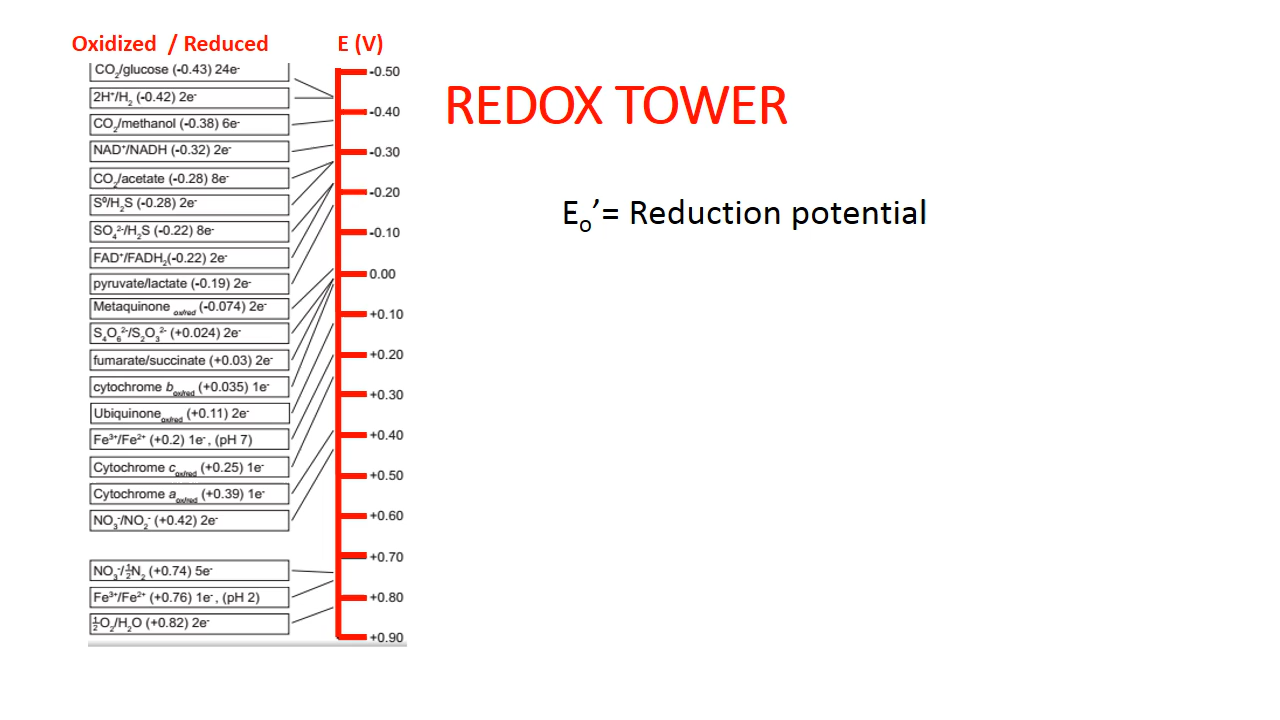 Oxidized / Reduced
E (V)
CO₂/glucose (-0.43) 24e⁻
2H⁺/H₂ (-0.42) 2e⁻
CO₂/methanol (-0.38) 6e⁻
NAD⁺/NADH (-0.32) 2e⁻
CO₂/acetate (-0.28) 8e⁻
S⁰/H₂S (-0.28) 2e⁻
SO₄²⁻/H₂S (-0.22) 8e⁻
FAD⁺/FADH₂(-0.22) 2e⁻
pyruvate/lactate (-0.19) 2e⁻
Metaquinone ox/red (-0.074) 2e⁻
S₄O₆²⁻/S₂O₃²⁻ (+0.024) 2e⁻
fumarate/succinate (+0.03) 2e⁻
cytochrome b ox/red (+0.035) 1e⁻
Ubiquinone ox/red (+0.11) 2e⁻
Fe³⁺/Fe²⁺ (+0.2) 1e⁻, (pH 7)
Cytochrome c ox/red (+0.25) 1e⁻
Cytochrome a ox/red (+0.39) 1e⁻
NO₃⁻/NO₂⁻ (+0.42) 2e⁻
NO₃⁻/½N₂ (+0.74) 5e⁻
Fe³⁺/Fe²⁺ (+0.76) 1e⁻, (pH 2)
½O₂/H₂O (+0.82) 2e⁻
-0.50
-0.40
-0.30
-0.20
-0.10
0.00
+0.10
+0.20
+0.30
+0.40
+0.50
+0.60
+0.70
+0.80
+0.90
REDOX TOWER
Eₒ’= Reduction potential